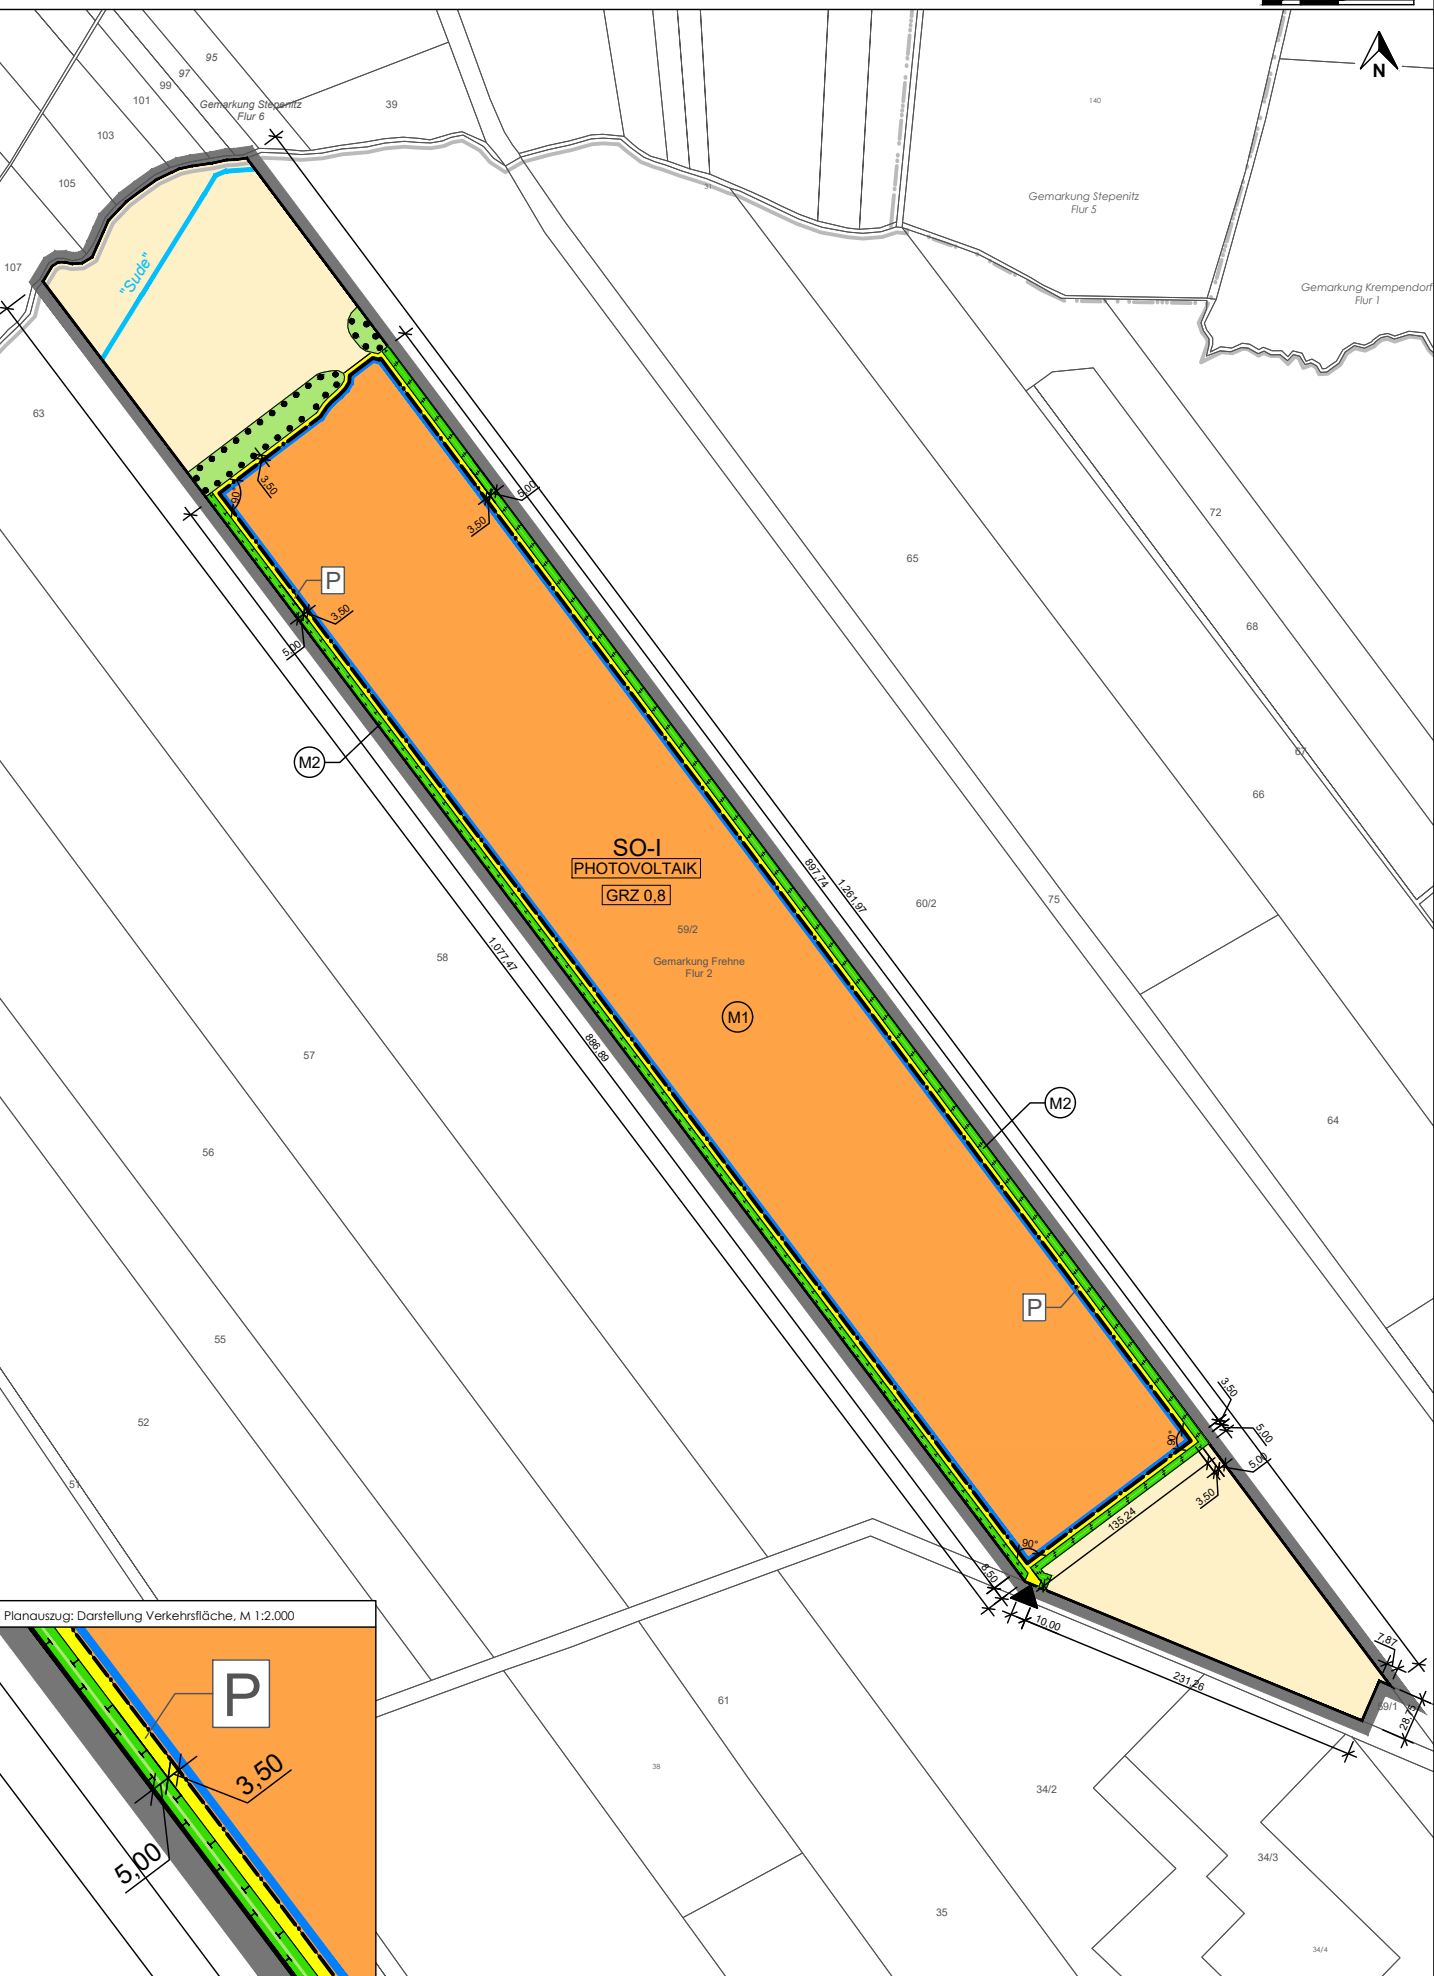 N
95
97
99
101
103
105
107
Gemarkung Stepenitz
Flur 6
39
31
140
Gemarkung Stepenitz
Flur 5
Gemarkung Krempendorf
Flur 1
"Sude"
63
3,50
90°
5,00
3,50
P
3,50
5,00
M2
65
72
68
67
66
SO-I
PHOTOVOLTAIK
GRZ 0,8
59/2
Gemarkung Frehne
Flur 2
M1
897,74
1.261,97
60/2
75
58
1.077,47
886,89
57
M2
64
56
P
55
52
51
3,50
5,00
90°
5,00
3,50
135,24
90°
8,50
10,00
231,26
7,87
28,75
59/1
61
38
34/2
34/3
35
34/4
Planauszug: Darstellung Verkehrsfläche, M 1:2.000
P
3,50
5,00